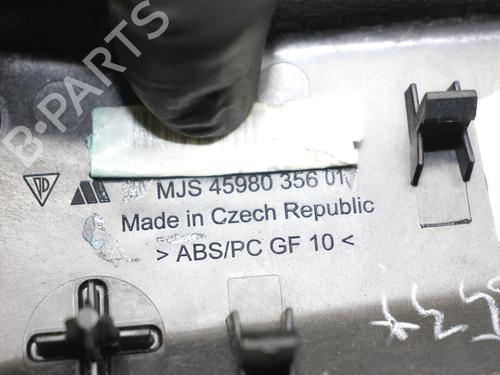 B-PARTS
MJS 45980 356 01
Made in Czech Republic
> ABS/PC GF 10 <